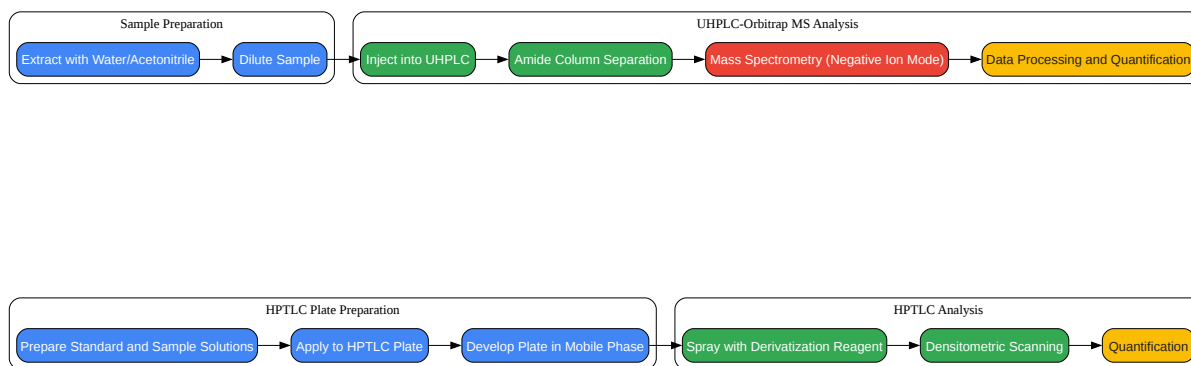 Sample Preparation
UHPLC-Orbitrap MS Analysis
Extract with Water/Acetonitrile
Dilute Sample
Inject into UHPLC
Amide Column Separation
Mass Spectrometry (Negative Ion Mode)
Data Processing and Quantification
HPTLC Plate Preparation
HPTLC Analysis
Prepare Standard and Sample Solutions
Apply to HPTLC Plate
Develop Plate in Mobile Phase
Spray with Derivatization Reagent
Densitometric Scanning
Quantification